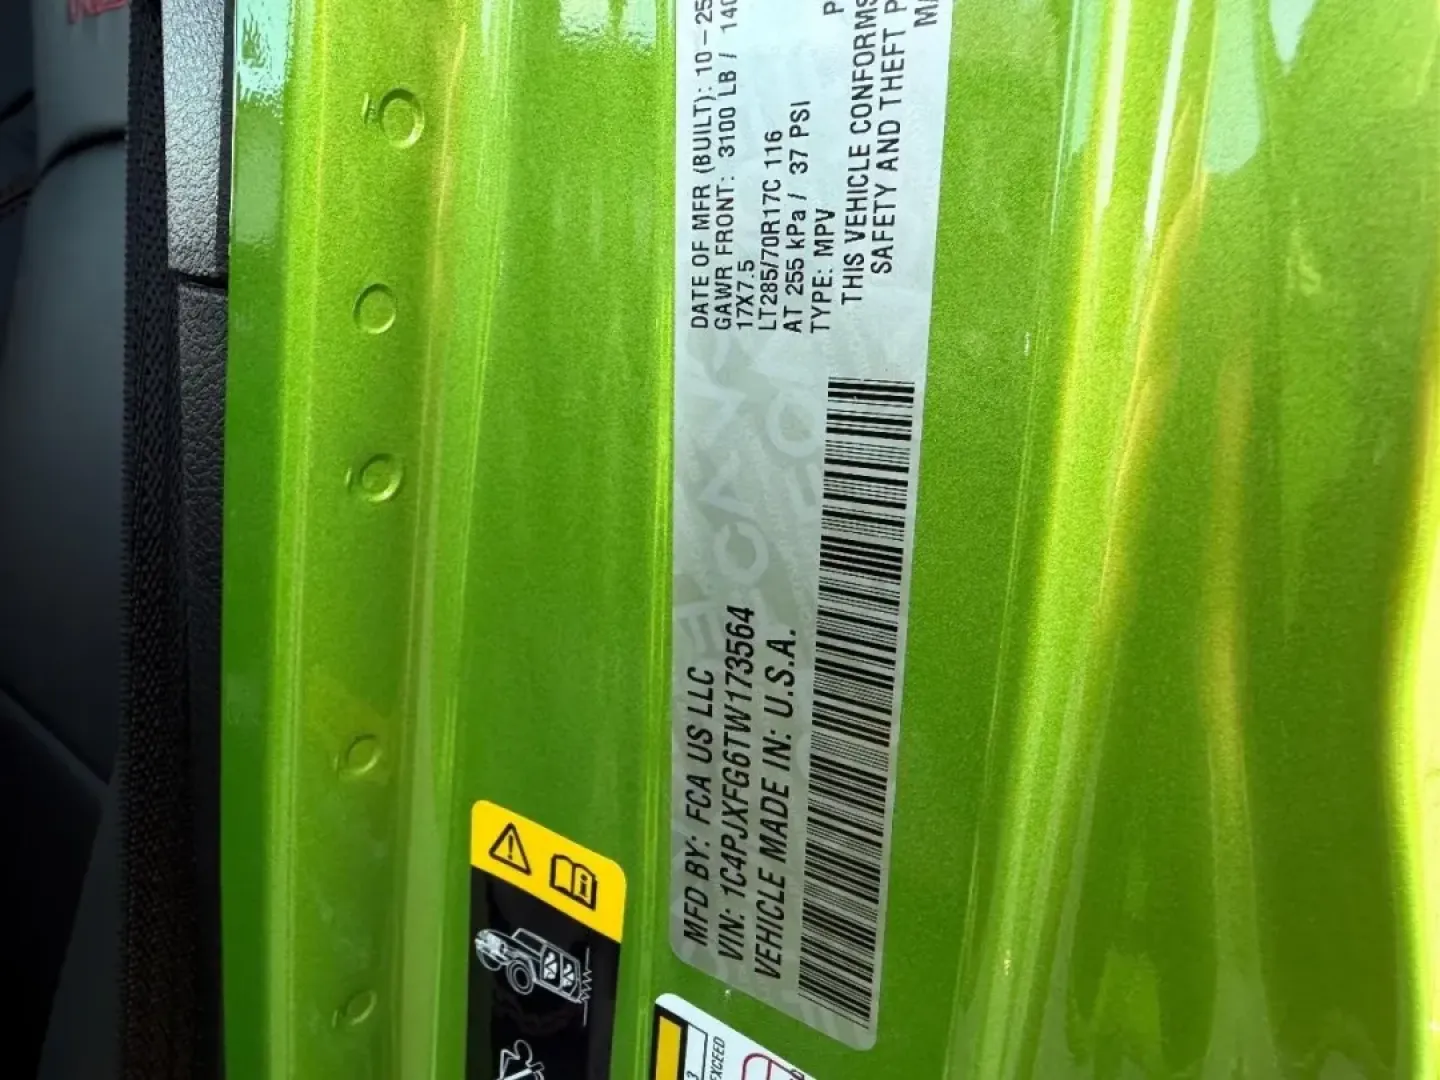 MFD BY: FCA US LLC
VIN: 1C4PJXFG6TW173564
VEHICLE MADE IN: U.S.A.
DATE OF MFR (BUILT): 10-25
GAWR FRONT: 3100 LB / 140
17X7.5
LT285/70R17C 116
AT 255 kPa / 37 PSI
TYPE: MPV
THIS VEHICLE CONFORMS
SAFETY AND THEFT P
3
EXCEED